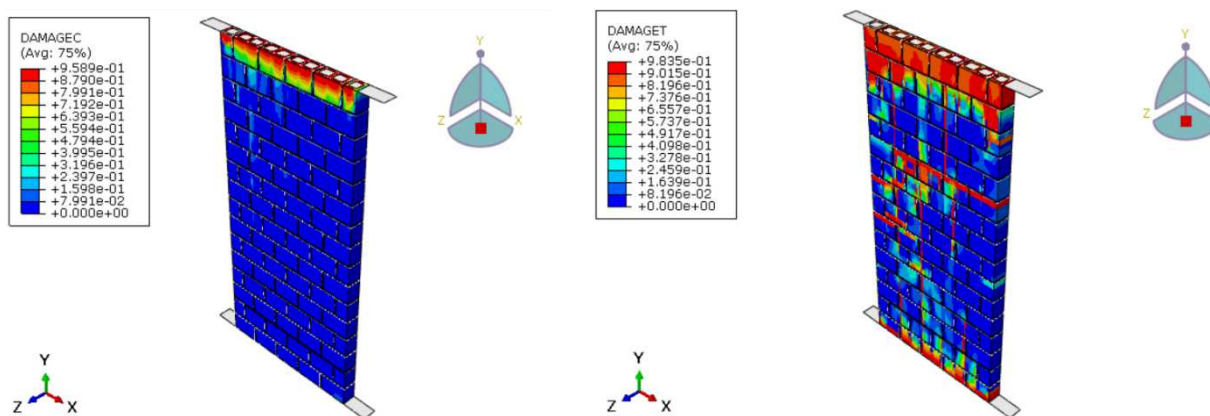 DAMAGEC
(Avg: 75%)
+9.589e-01
+8.790e-01
+7.991e-01
+7.192e-01
+6.393e-01
+5.594e-01
+4.794e-01
+3.995e-01
+3.196e-01
+2.397e-01
+1.598e-01
+7.991e-02
+0.000e+00
Y
Z
X
Y
Z
X
DAMAGET
(Avg: 75%)
+9.835e-01
+9.015e-01
+8.196e-01
+7.376e-01
+6.557e-01
+5.737e-01
+4.917e-01
+4.098e-01
+3.278e-01
+2.459e-01
+1.639e-01
+8.196e-02
+0.000e+00
Y
Z
X
Y
Z
X